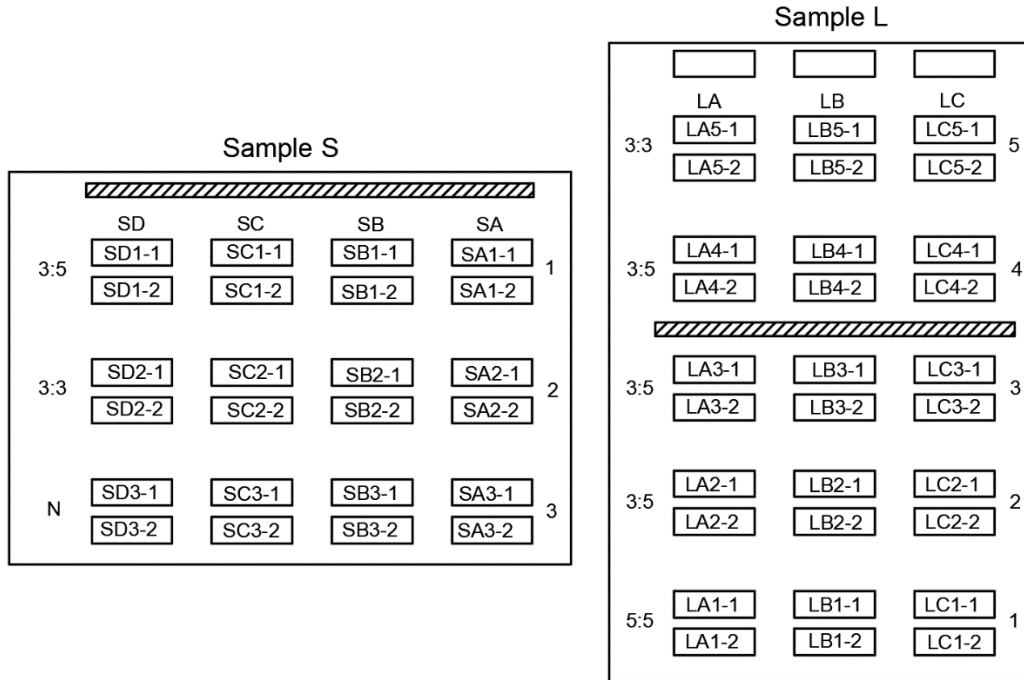 Sample S
SD SC SB SA
3:5 SD1-1 SC1-1 SB1-1 SA1-1 1
SD1-2 SC1-2 SB1-2 SA1-2
3:3 SD2-1 SC2-1 SB2-1 SA2-1 2
SD2-2 SC2-2 SB2-2 SA2-2
N SD3-1 SC3-1 SB3-1 SA3-1 3
SD3-2 SC3-2 SB3-2 SA3-2
Sample L
LA LB LC
3:3 LA5-1 LB5-1 LC5-1 5
LA5-2 LB5-2 LC5-2
3:5 LA4-1 LB4-1 LC4-1 4
LA4-2 LB4-2 LC4-2
3:5 LA3-1 LB3-1 LC3-1 3
LA3-2 LB3-2 LC3-2
3:5 LA2-1 LB2-1 LC2-1 2
LA2-2 LB2-2 LC2-2
5:5 LA1-1 LB1-1 LC1-1 1
LA1-2 LB1-2 LC1-2